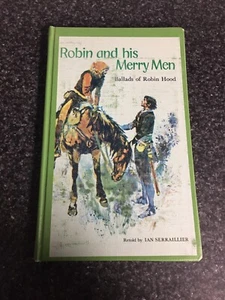 Robin and his
Merry Men
Ballads of Robin Hood
Retold by IAN SERRAILLIER